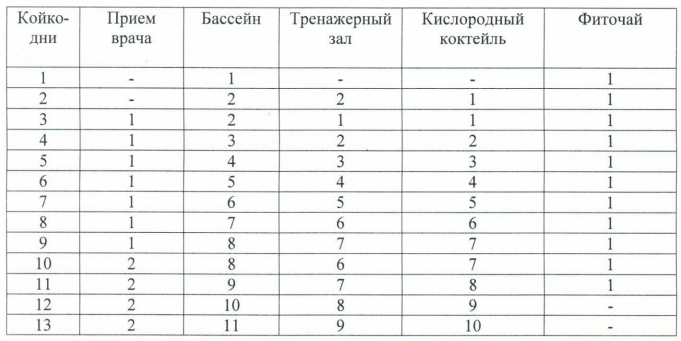 Койко-дни Прием врача Бассейн Тренажерный зал Кислородный коктейль Фиточай
1 - 1 - - 1
2 - 2 2 1 1
3 1 2 1 1 1
4 1 3 2 2 1
5 1 4 3 3 1
6 1 5 4 4 1
7 1 6 5 5 1
8 1 7 6 6 1
9 1 8 7 7 1
10 2 8 6 7 1
11 2 9 7 8 1
12 2 10 8 9 -
13 2 11 9 10 -